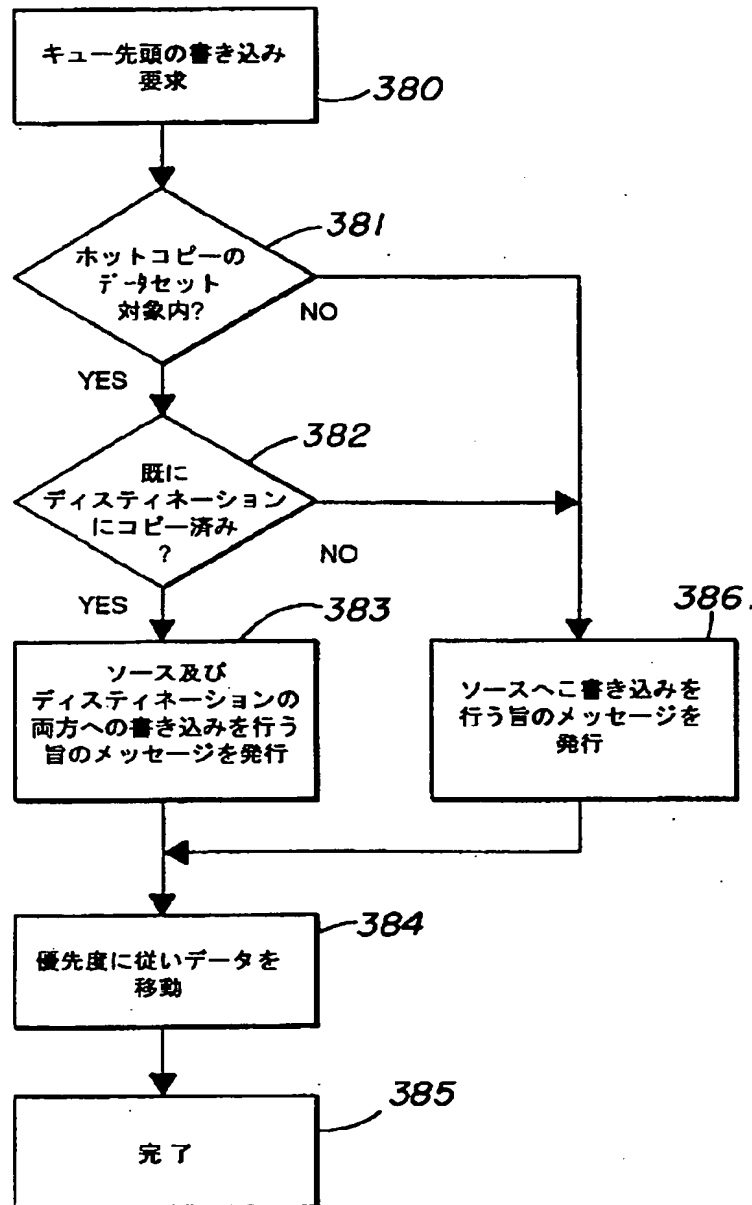 キュー先頭の書き込み
要求
380
381
ホットコピーの
データセット
対象内?
NO
YES
382
既に
ディスティネーション
にコピー済み
?
NO
YES
383
ソース及び
ディスティネーションの
両方への書き込みを行う
旨のメッセージを発行
386
ソースへこ書き込みを
行う旨のメッセージを
発行
384
優先度に従いデータを
移動
385
完了